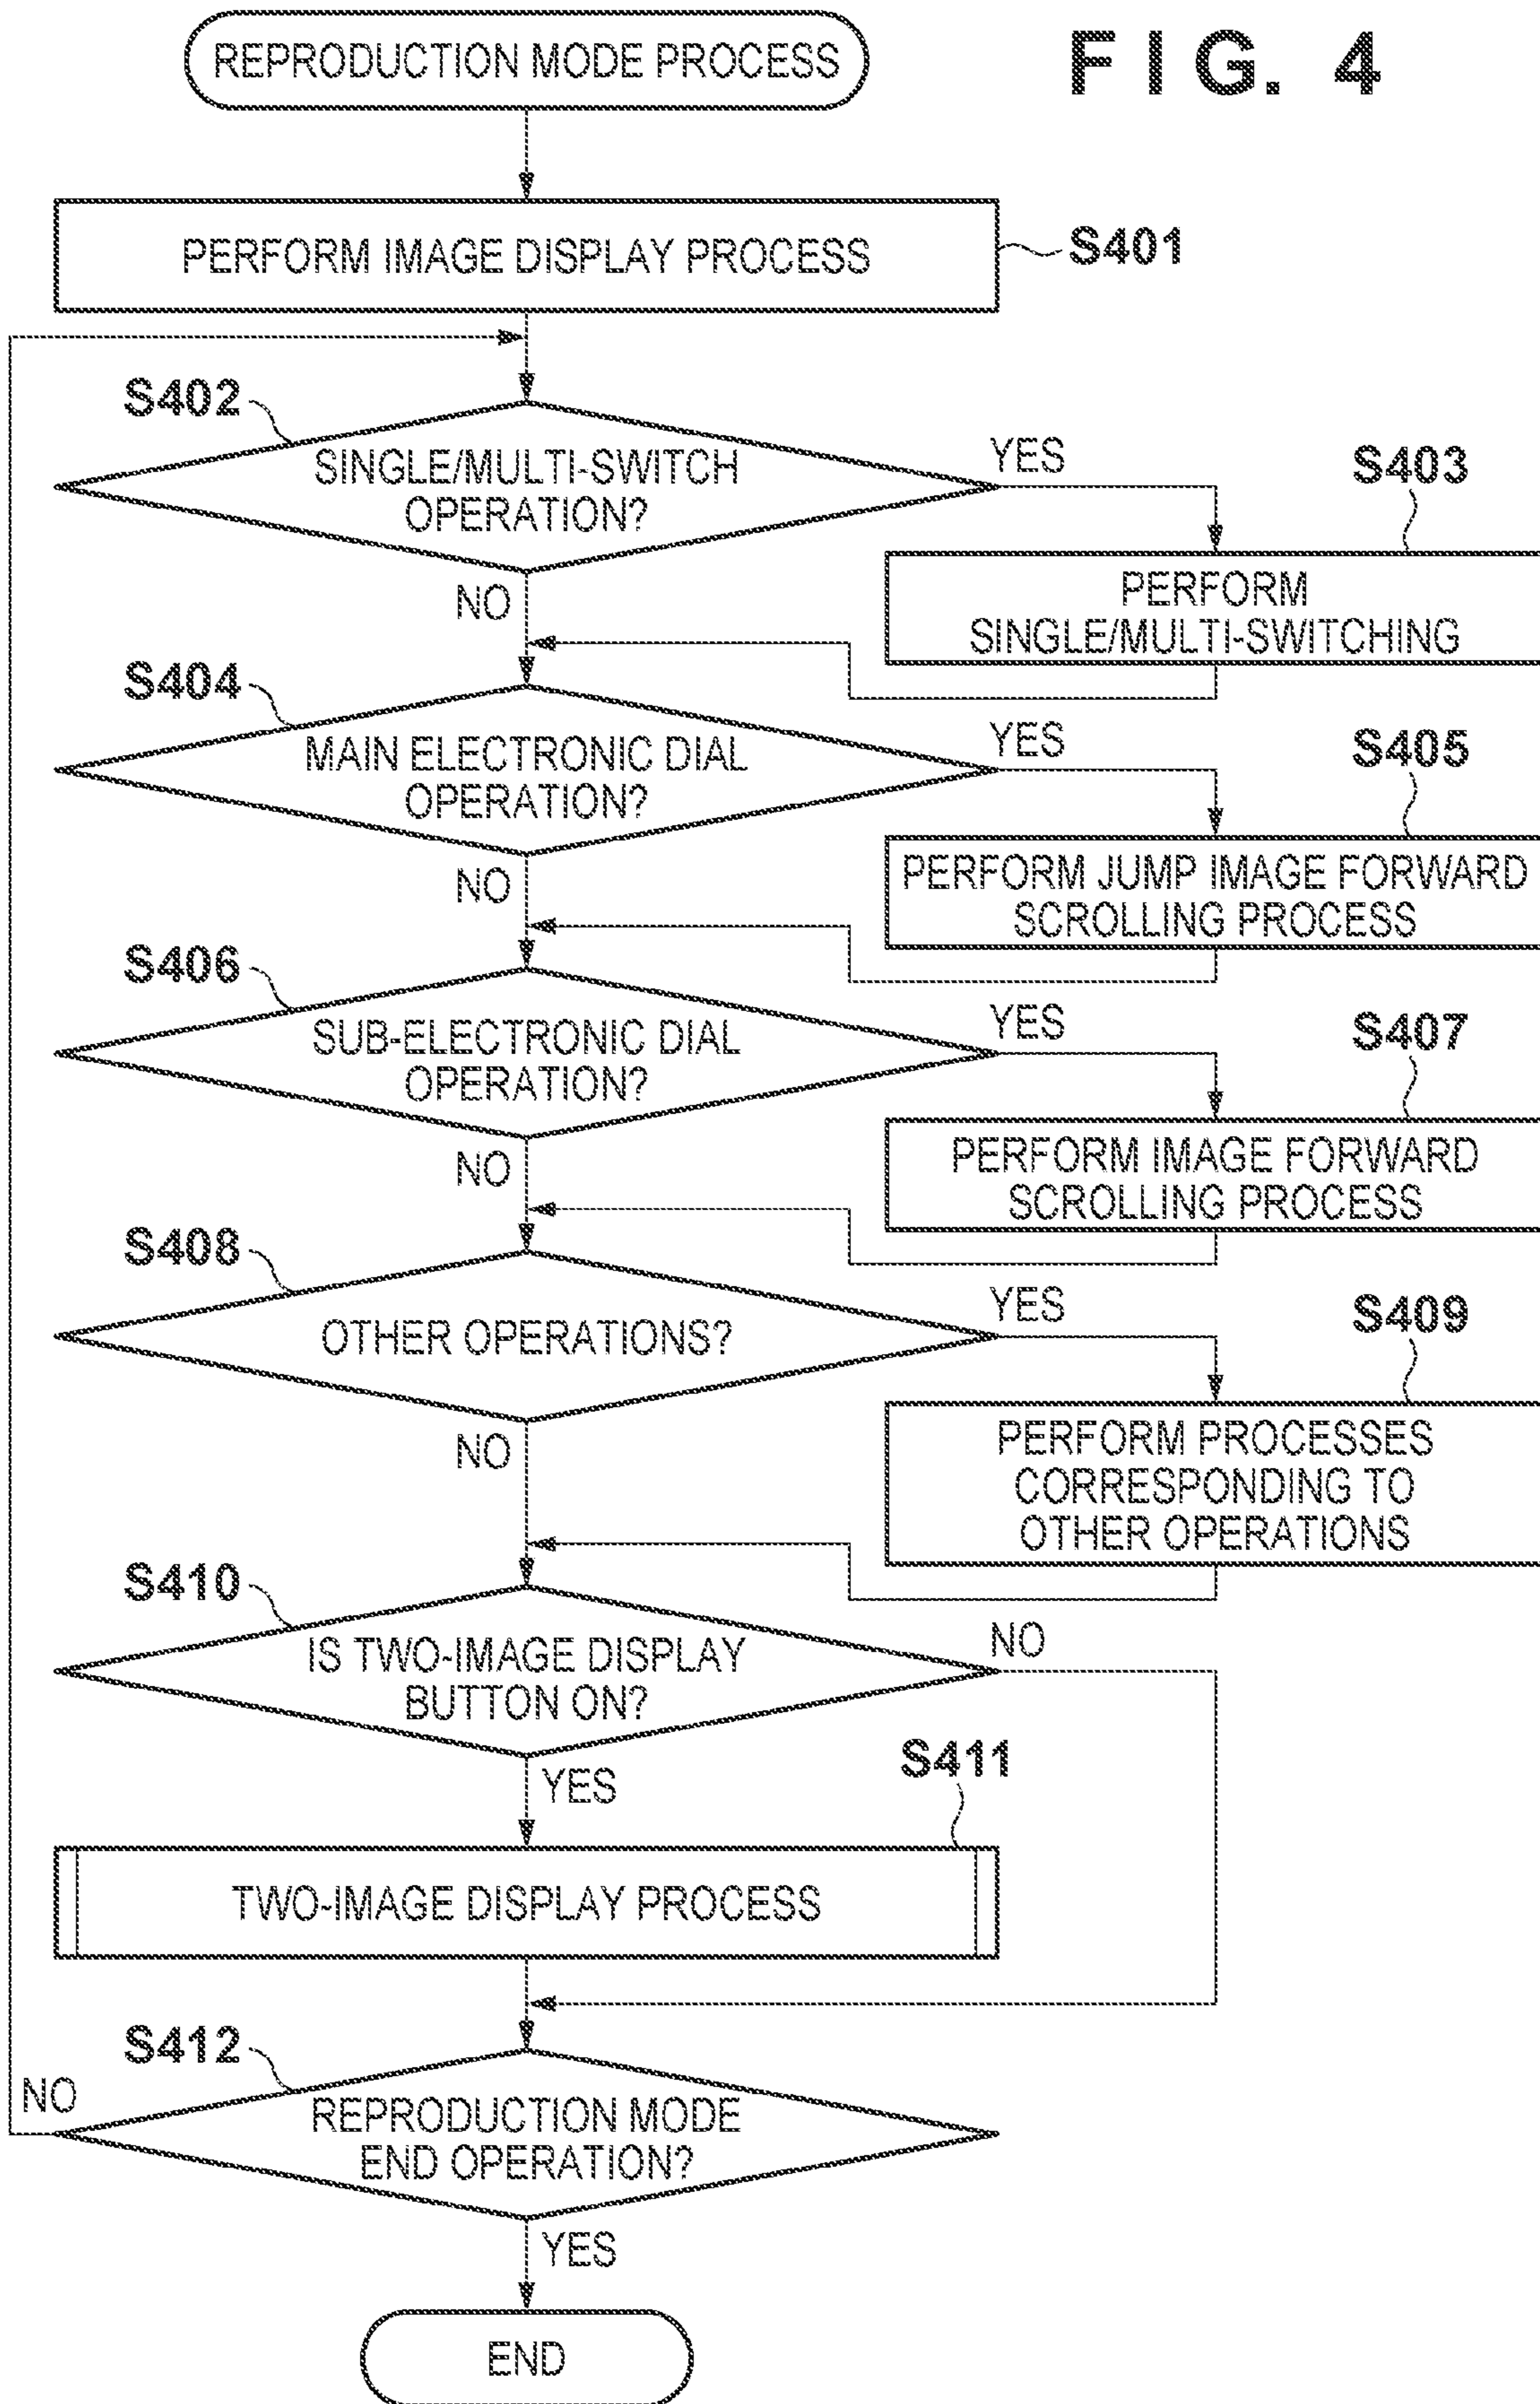 REPRODUCTION MODE PROCESS
FIG. 4
PERFORM IMAGE DISPLAY PROCESS
S401
S402
SINGLE/MULTI-SWITCH
OPERATION?
YES
NO
S403
PERFORM
SINGLE/MULTI-SWITCHING
S404
MAIN ELECTRONIC DIAL
OPERATION?
YES
NO
S405
PERFORM JUMP IMAGE FORWARD
SCROLLING PROCESS
S406
SUB-ELECTRONIC DIAL
OPERATION?
YES
NO
S407
PERFORM IMAGE FORWARD
SCROLLING PROCESS
S408
OTHER OPERATIONS?
YES
NO
S409
PERFORM PROCESSES
CORRESPONDING TO
OTHER OPERATIONS
S410
IS TWO-IMAGE DISPLAY
BUTTON ON?
NO
YES
S411
TWO-IMAGE DISPLAY PROCESS
S412
NO
REPRODUCTION MODE
END OPERATION?
YES
END